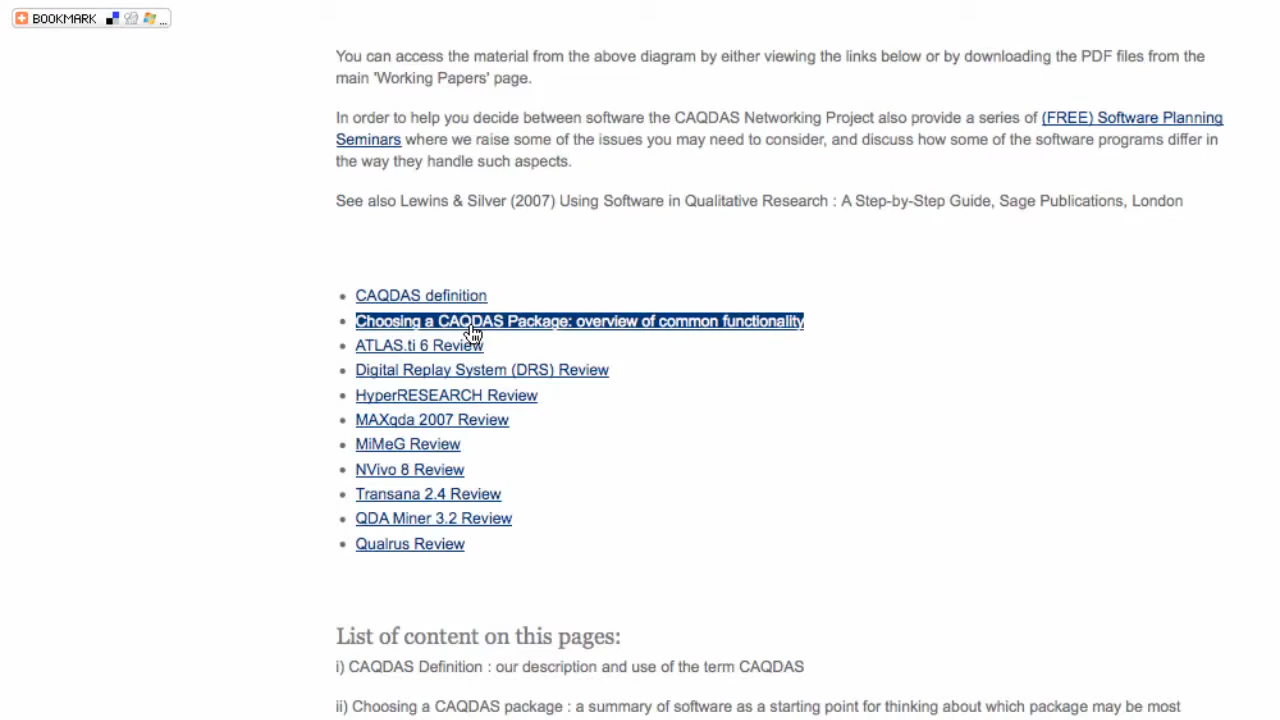 BOOKMARK ...
You can access the material from the above diagram by either viewing the links below or by downloading the PDF files from the
main 'Working Papers' page.
In order to help you decide between software the CAQDAS Networking Project also provide a series of (FREE) Software Planning
Seminars where we raise some of the issues you may need to consider, and discuss how some of the software programs differ in
the way they handle such aspects.
See also Lewins & Silver (2007) Using Software in Qualitative Research : A Step-by-Step Guide, Sage Publications, London
• CAQDAS definition
• Choosing a CAQDAS Package: overview of common functionality
• ATLAS.ti 6 Review
• Digital Replay System (DRS) Review
• HyperRESEARCH Review
• MAXqda 2007 Review
• MiMeG Review
• NVivo 8 Review
• Transana 2.4 Review
• QDA Miner 3.2 Review
• Qualrus Review
List of content on this pages:
i) CAQDAS Definition : our description and use of the term CAQDAS
ii) Choosing a CAQDAS package : a summary of software as a starting point for thinking about which package may be most